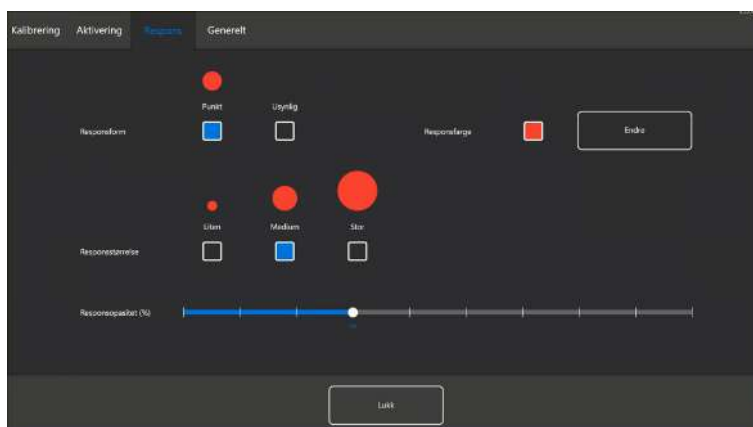 Kalibrering Aktivering Respons Generelt
Punkt Usynlig
Responsform Responsfarge Endre
Liten Medium Stor
Responsstørrelse
Responsopasitet (%)
Lukk